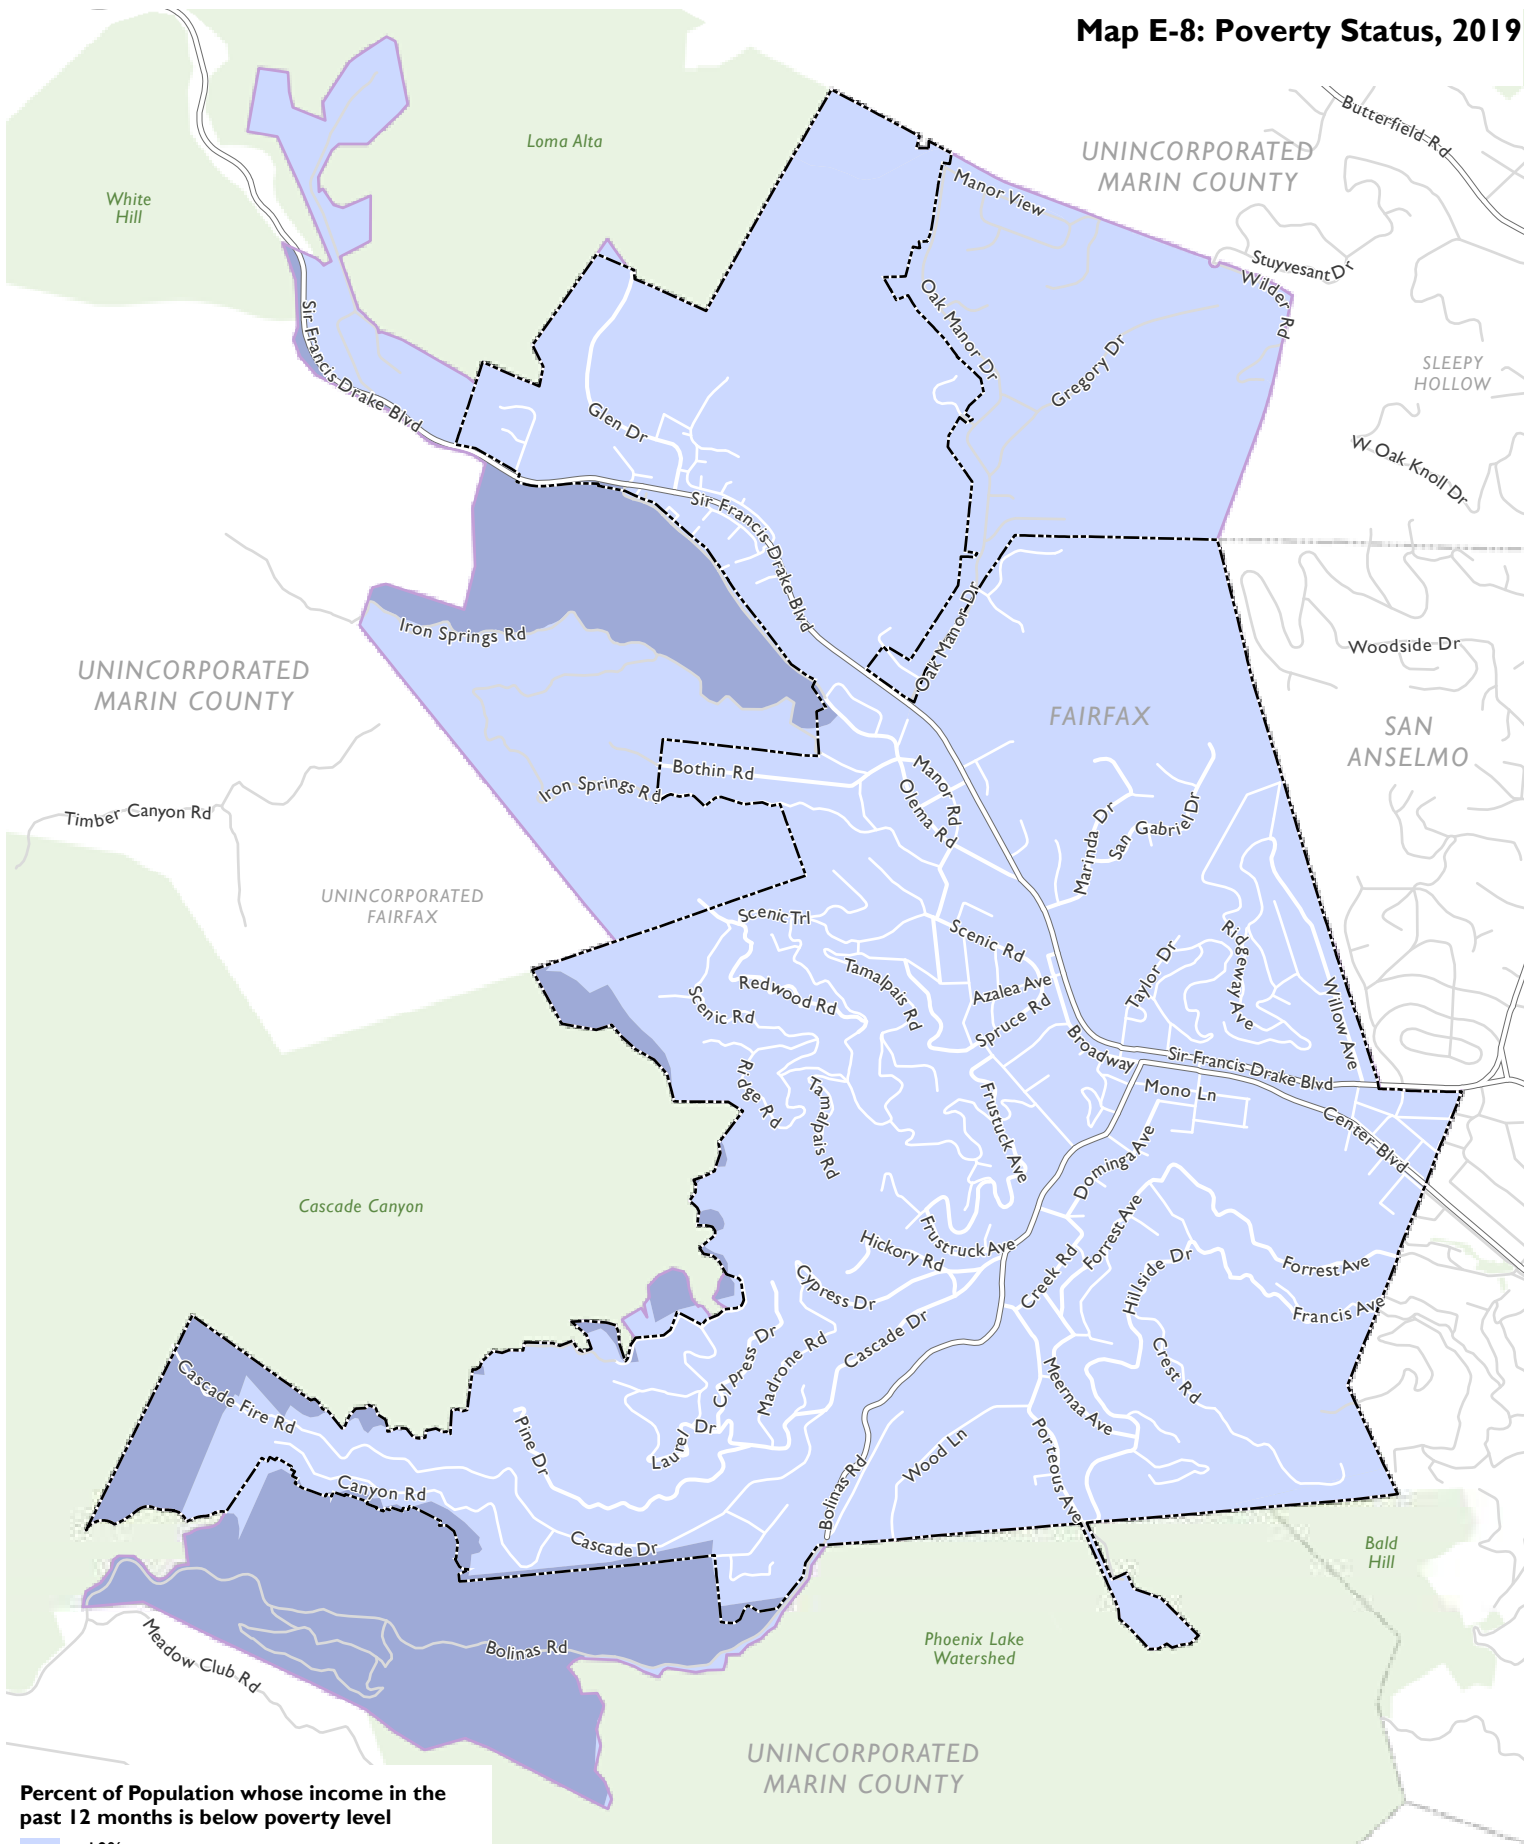 Map E-8: Poverty Status, 2019
Butterfield Rd
UNINCORPORATED
MARIN COUNTY
Loma Alta
White
Hill
Manor View
Stuyvesant Dr
Wilder Rd
Oak Manor Dr
Gregory Dr
Sir Francis Drake Blvd
SLEEPY
HOLLOW
Glen Dr
W Oak Knoll Dr
Sir Francis Drake Blvd
Iron Springs Rd
Oak Manor Dr
Woodside Dr
UNINCORPORATED
MARIN COUNTY
FAIRFAX
SAN
ANSELMO
Bothin Rd
Iron Springs Rd
Manor Rd
Olema Rd
Timber Canyon Rd
Marinda Dr
San Gabriel Dr
UNINCORPORATED
FAIRFAX
Scenic Trl
Scenic Rd
Ridgeway Ave
Taylor Dr
Tamalpais Rd
Redwood Rd
Azalea Ave
Scenic Rd
Spruce Rd
Willow Ave
Broadway
Sir Francis Drake Blvd
Ridge Rd
Tamalpais Rd
Mono Ln
Frustuck Ave
Center Blvd
Dominga Ave
Cascade Canyon
Forrest Ave
Frustruck Ave
Hickory Rd
Creek Rd
Hillside Dr
Forrest Ave
Cypress Dr
Francis Ave
Cascade Dr
Cypress Dr
Madrone Rd
Crest Rd
Cascade Fire Rd
Meernaa Ave
Pine Dr
Laurel Dr
Porteous Ave
Wood Ln
Bolinas Rd
Canyon Rd
Cascade Dr
Bald
Hill
Bolinas Rd
Meadow Club Rd
Phoenix Lake
Watershed
UNINCORPORATED
MARIN COUNTY
Percent of Population whose income in the
past 12 months is below poverty level